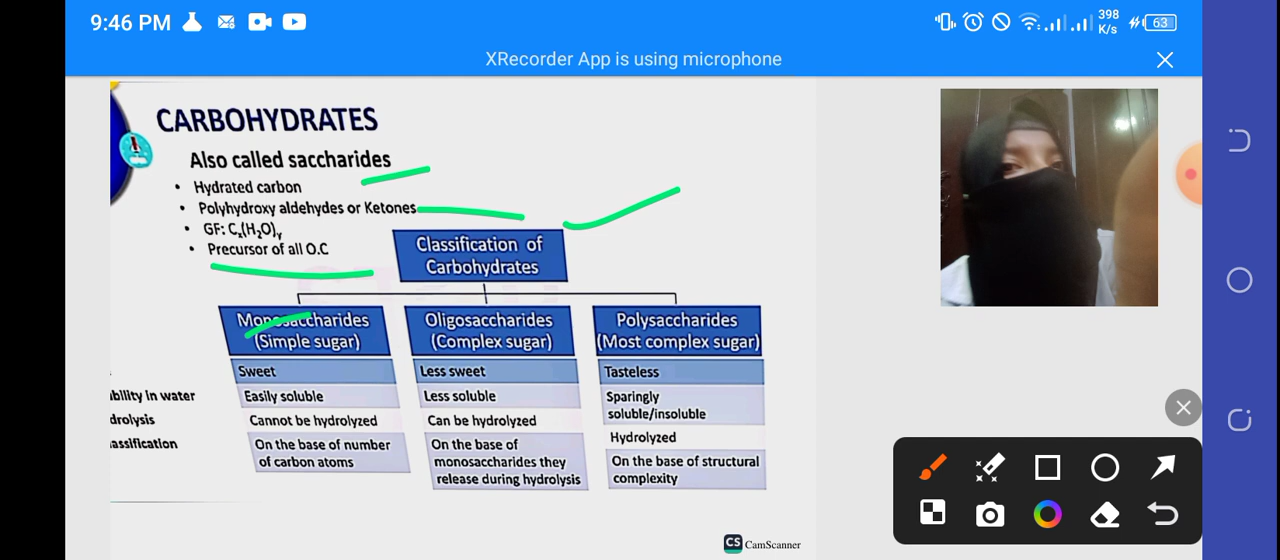 9:46 PM
398
K/s
63
XRecorder App is using microphone
CARBOHYDRATES
Also called saccharides
• Hydrated carbon
• Polyhydroxy aldehydes or Ketones
• GF: Cₓ(H₂O)ᵧ
• Precursor of all O.C
Classification of
Carbohydrates
Monosaccharides
(Simple sugar)
Oligosaccharides
(Complex sugar)
Polysaccharides
(Most complex sugar)
Sweet
Less sweet
Tasteless
ability in water
Easily soluble
Less soluble
Sparingly
soluble/insoluble
drolysis
Cannot be hydrolyzed
Can be hydrolyzed
Hydrolyzed
assification
On the base of number
of carbon atoms
On the base of
monosaccharides they
release during hydrolysis
On the base of structural
complexity
CS CamScanner